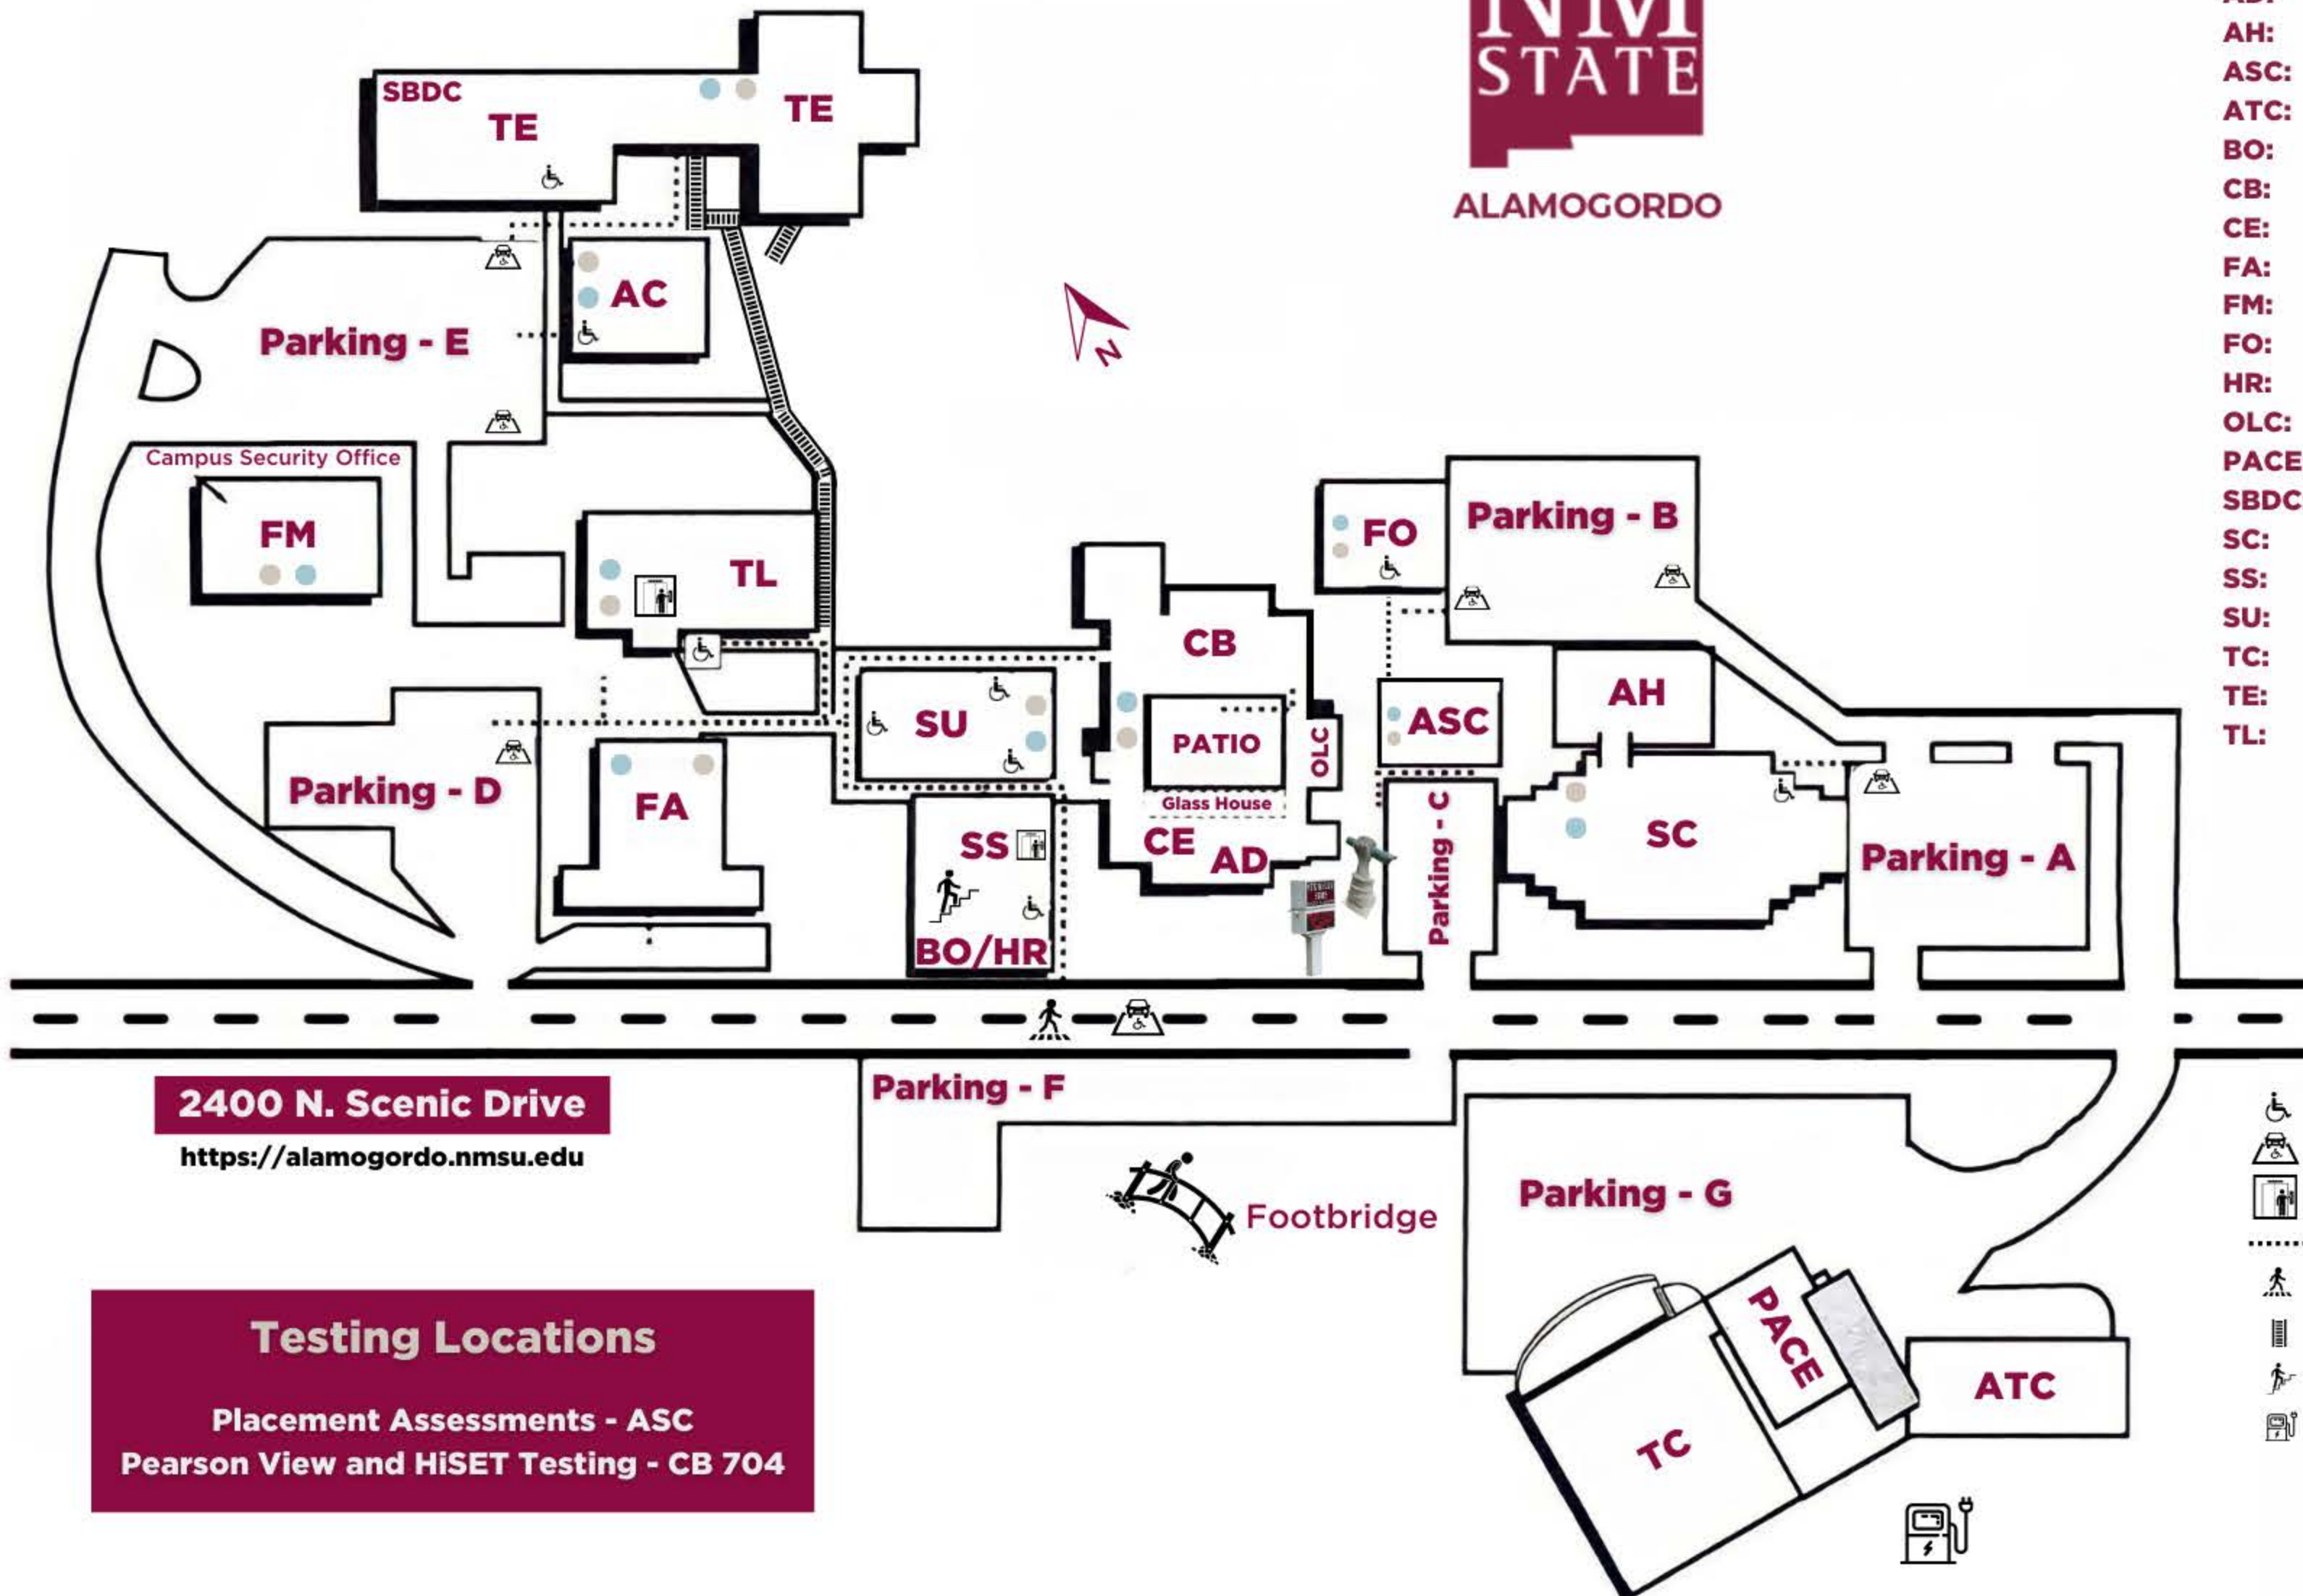 NM
STATE
ALAMOGORDO
AH:
ASC:
ATC:
BO:
CB:
CE:
FA:
FM:
FO:
HR:
OLC:
PACE
SBDC
SC:
SS:
SU:
TC:
TE:
TL:
SBDC
TE
TE
AC
Parking - E
N
Campus Security Office
FM
TL
FO
Parking - B
CB
AH
SU
PATIO
OLC
ASC
Parking - D
FA
Glass House
SS
CE
AD
Parking - C
SC
Parking - A
BO/HR
Parking - F
2400 N. Scenic Drive
https://alamogordo.nmsu.edu
Footbridge
Parking - G
PACE
ATC
TC
Testing Locations
Placement Assessments - ASC
Pearson View and HiSET Testing - CB 704